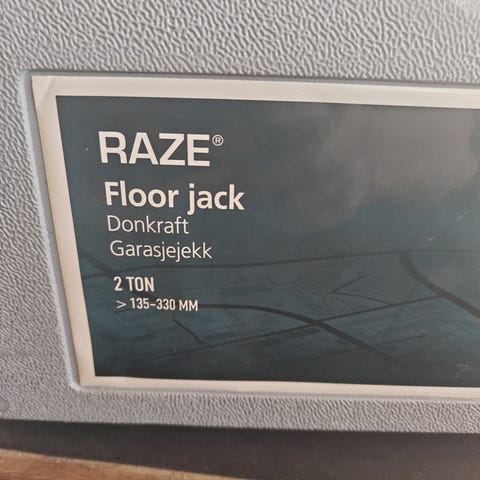 RAZE®
Floor jack
Donkraft
Garasjejekk
2 TON
> 135-330 MM